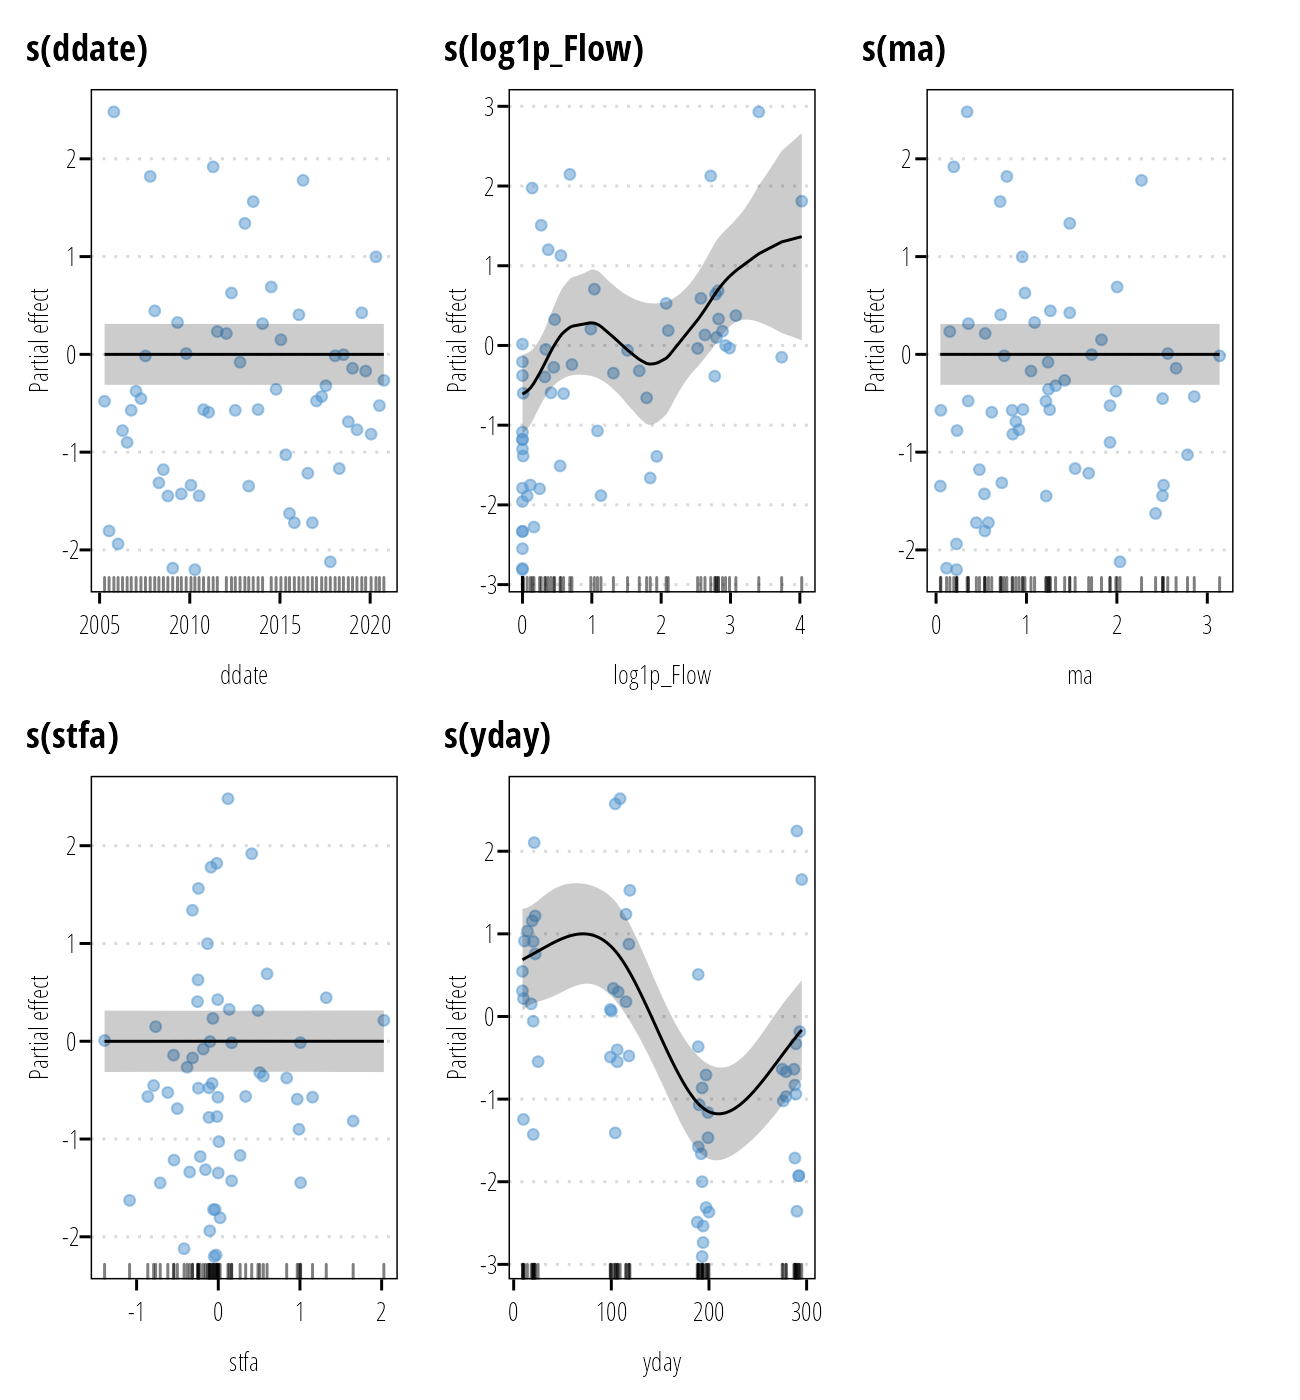 s(ddate)
Partial effect
2
1
0
-1
-2
2005 2010 2015 2020
ddate
s(log1p_Flow)
Partial effect
3
2
1
0
-1
-2
-3
0 1 2 3 4
log1p_Flow
s(ma)
Partial effect
2
1
0
-1
-2
0 1 2 3
ma
s(stfa)
Partial effect
2
1
0
-1
-2
-1 0 1 2
stfa
s(yday)
Partial effect
2
1
0
-1
-2
-3
0 100 200 300
yday